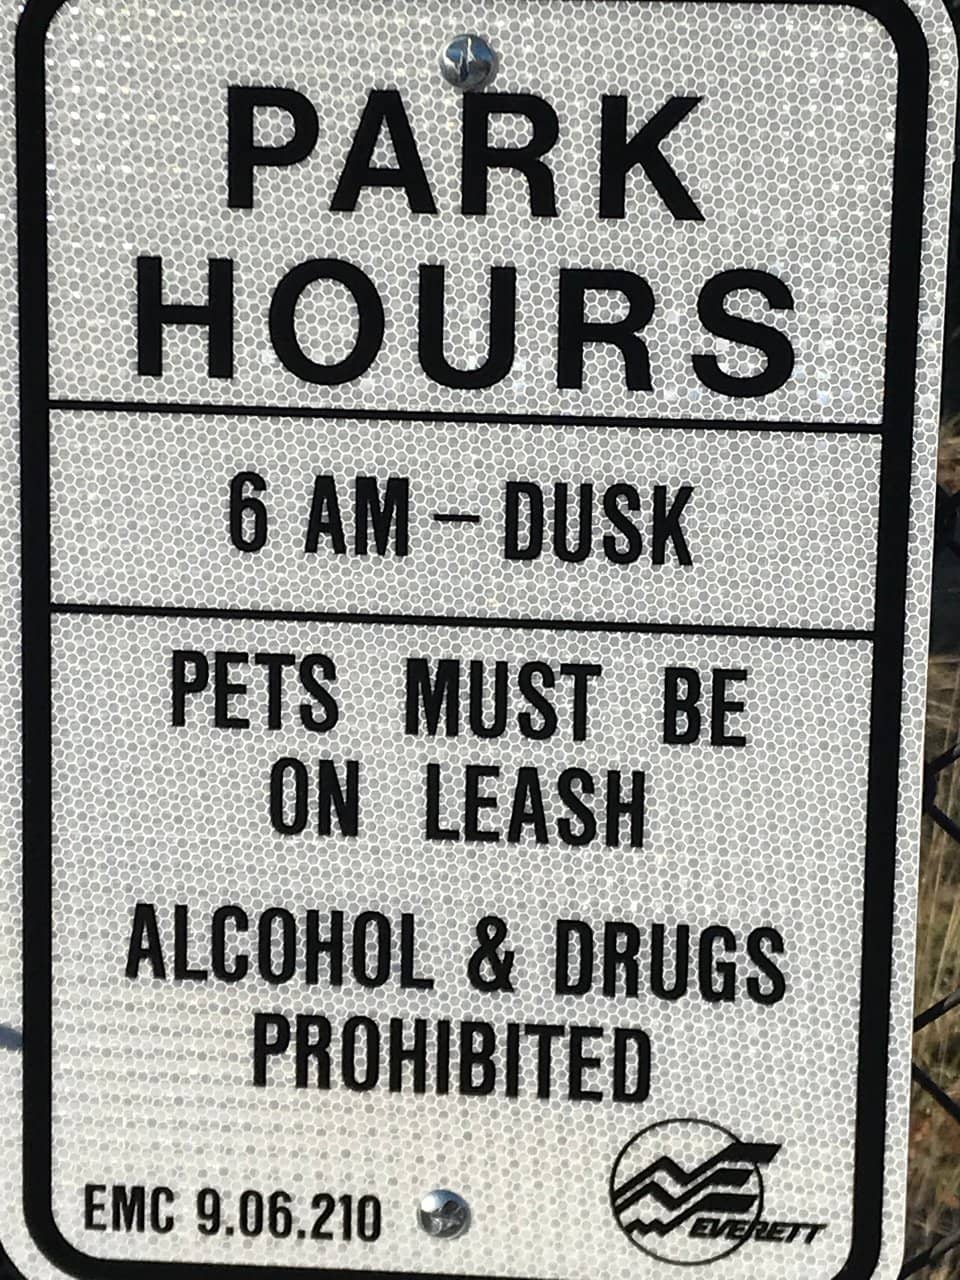 PARK
HOURS
6 AM – DUSK
PETS MUST BE
ON LEASH
ALCOHOL & DRUGS
PROHIBITED
EMC 9.06.210
EVERETT